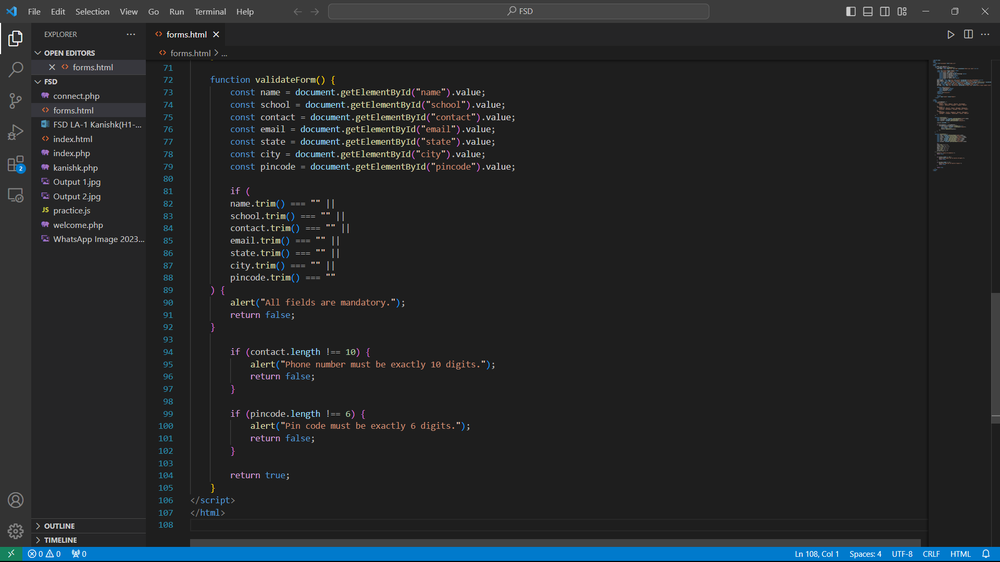 File Edit Selection View Go Run Terminal Help
FSD
EXPLORER
OPEN EDITORS
forms.html
FSD
connect.php
forms.html
FSD LA-1 Kanishk(H1-...
index.html
index.php
kanishk.php
Output 1.jpg
Output 2.jpg
JS practice.js
welcome.php
WhatsApp Image 2023...
OUTLINE
TIMELINE
2
forms.html
forms.html > ...
71
72 function validateForm() {
73 const name = document.getElementById("name").value;
74 const school = document.getElementById("school").value;
75 const contact = document.getElementById("contact").value;
76 const email = document.getElementById("email").value;
77 const state = document.getElementById("state").value;
78 const city = document.getElementById("city").value;
79 const pincode = document.getElementById("pincode").value;
80
81 if (
82 name.trim() === "" ||
83 school.trim() === "" ||
84 contact.trim() === "" ||
85 email.trim() === "" ||
86 state.trim() === "" ||
87 city.trim() === "" ||
88 pincode.trim() === ""
89 ) {
90 alert("All fields are mandatory.");
91 return false;
92 }
93
94 if (contact.length !== 10) {
95 alert("Phone number must be exactly 10 digits.");
96 return false;
97 }
98
99 if (pincode.length !== 6) {
100 alert("Pin code must be exactly 6 digits.");
101 return false;
102 }
103
104 return true;
105 }
106 </script>
107 </html>
108
0 0 0
Ln 108, Col 1 Spaces: 4 UTF-8 CRLF HTML